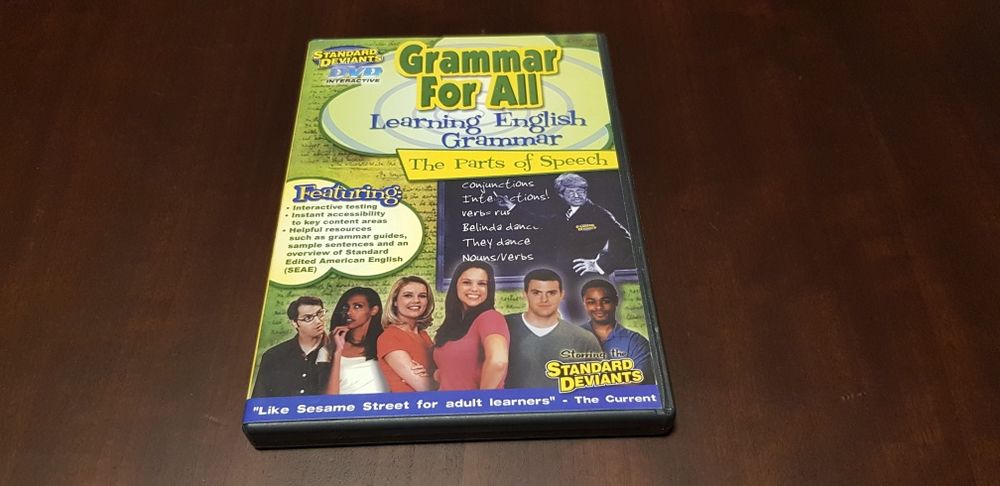 STANDARD
DEVIANTS
DVD
INTERACTIVE
Grammar
For All
Learning English
Grammar
The Parts of Speech
Featuring:
• Interactive testing
• Instant accessibility
to key content areas
• Helpful resources
such as grammar guides,
sample sentences and an
overview of Standard
Edited American English
(SEAE)
conjunctions
verb= run
Belinda dance
They dance
Nouns/Verbs
Starring the
STANDARD
DEVIANTS
"Like Sesame Street for adult learners" - The Current